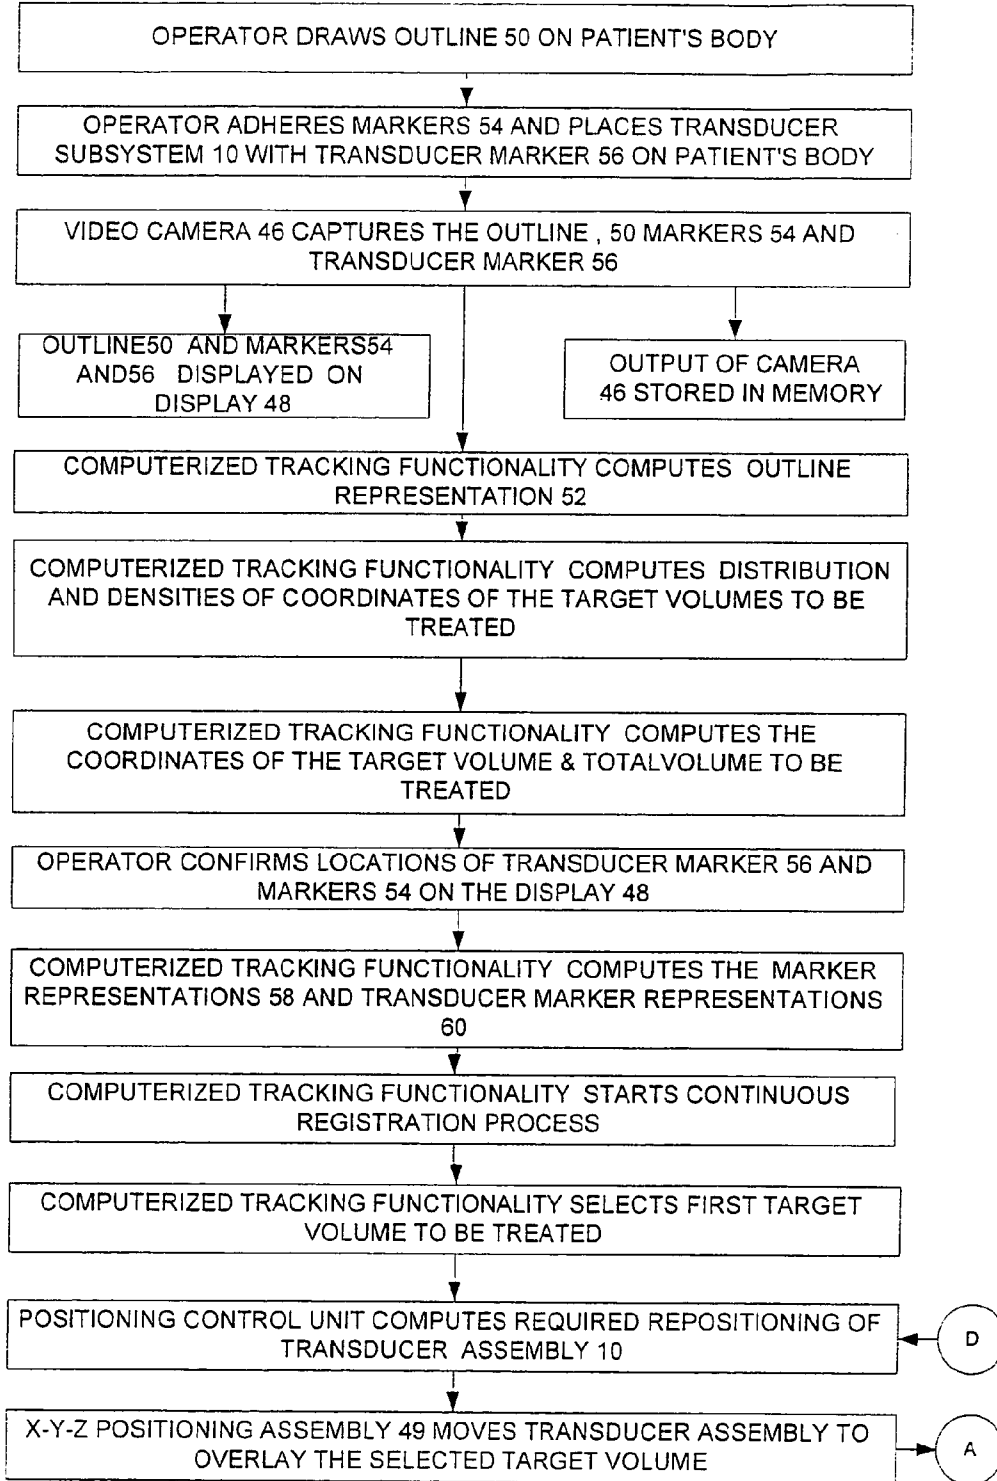 OPERATOR DRAWS OUTLINE 50 ON PATIENT'S BODY
OPERATOR ADHERES MARKERS 54 AND PLACES TRANSDUCER
SUBSYSTEM 10 WITH TRANSDUCER MARKER 56 ON PATIENT'S BODY
VIDEO CAMERA 46 CAPTURES THE OUTLINE , 50 MARKERS 54 AND
TRANSDUCER MARKER 56
OUTLINE50 AND MARKERS54
AND56 DISPLAYED ON
DISPLAY 48
OUTPUT OF CAMERA
46 STORED IN MEMORY
COMPUTERIZED TRACKING FUNCTIONALITY COMPUTES OUTLINE
REPRESENTATION 52
COMPUTERIZED TRACKING FUNCTIONALITY COMPUTES DISTRIBUTION
AND DENSITIES OF COORDINATES OF THE TARGET VOLUMES TO BE
TREATED
COMPUTERIZED TRACKING FUNCTIONALITY COMPUTES THE
COORDINATES OF THE TARGET VOLUME & TOTALVOLUME TO BE
TREATED
OPERATOR CONFIRMS LOCATIONS OF TRANSDUCER MARKER 56 AND
MARKERS 54 ON THE DISPLAY 48
COMPUTERIZED TRACKING FUNCTIONALITY COMPUTES THE MARKER
REPRESENTATIONS 58 AND TRANSDUCER MARKER REPRESENTATIONS
60
COMPUTERIZED TRACKING FUNCTIONALITY STARTS CONTINUOUS
REGISTRATION PROCESS
COMPUTERIZED TRACKING FUNCTIONALITY SELECTS FIRST TARGET
VOLUME TO BE TREATED
POSITIONING CONTROL UNIT COMPUTES REQUIRED REPOSITIONING OF
TRANSDUCER ASSEMBLY 10
D
X-Y-Z POSITIONING ASSEMBLY 49 MOVES TRANSDUCER ASSEMBLY TO
OVERLAY THE SELECTED TARGET VOLUME
A